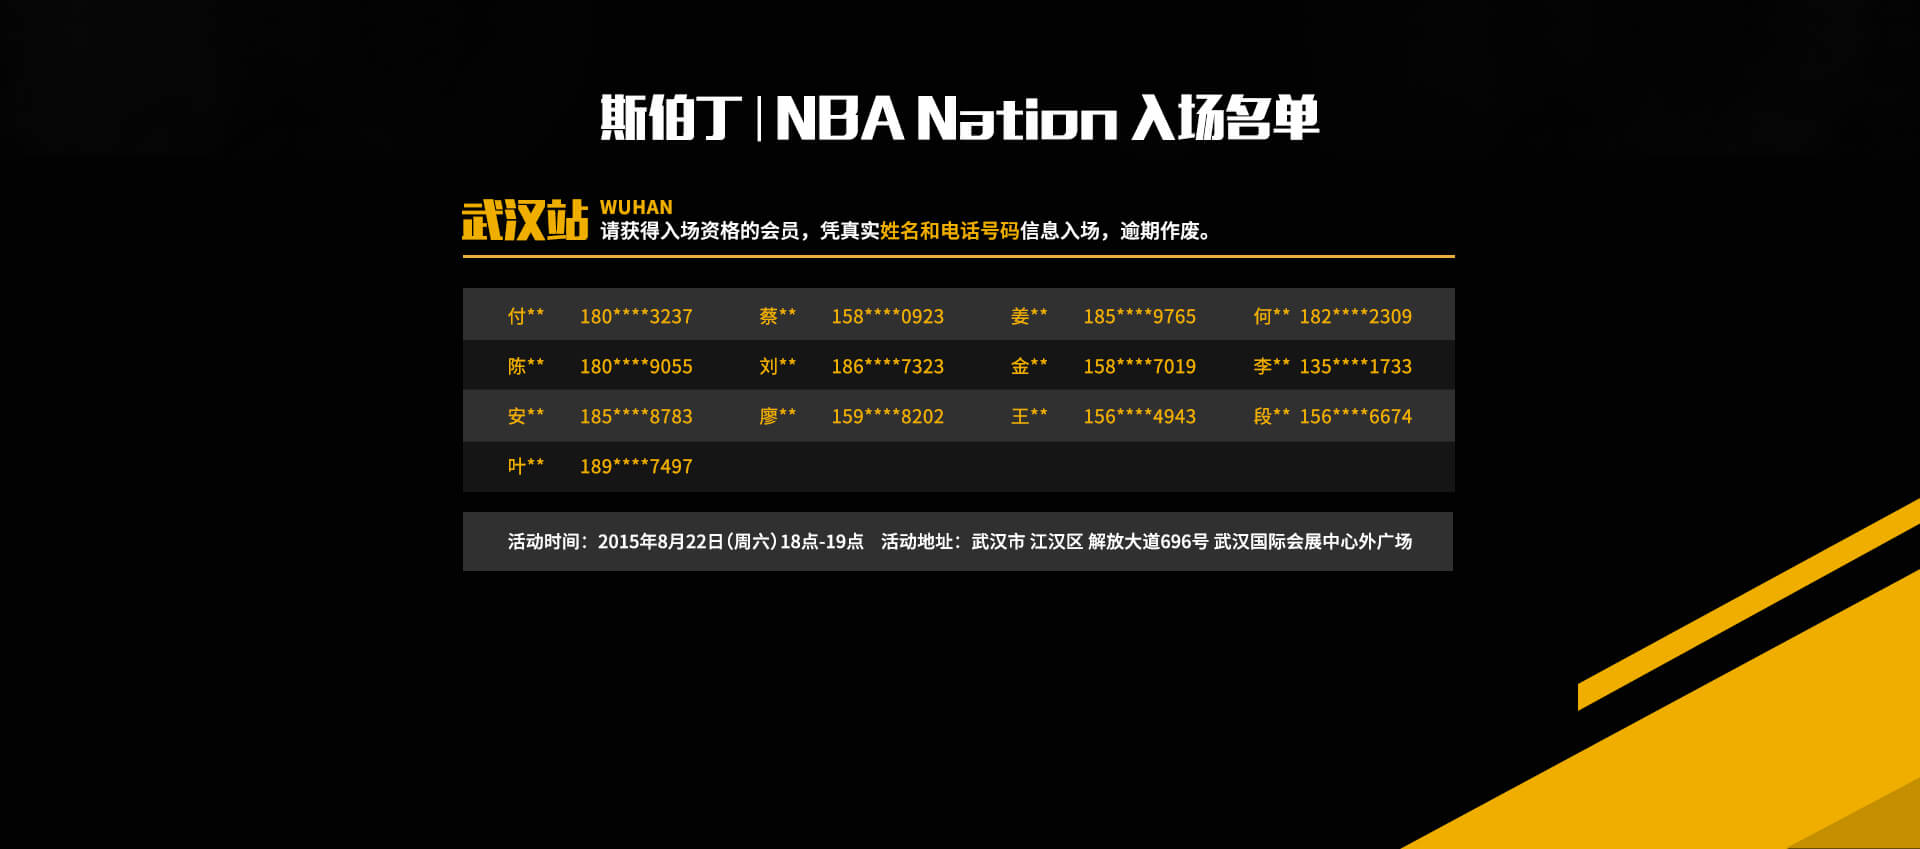 斯伯丁 | NBA Nation 入场名单
武汉站 WUHAN
请获得入场资格的会员，凭真实姓名和电话号码信息入场，逾期作废。
付** 180****3237 蔡** 158****0923 姜** 185****9765 何** 182****2309
陈** 180****9055 刘** 186****7323 金** 158****7019 李** 135****1733
安** 185****8783 廖** 159****8202 王** 156****4943 段** 156****6674
叶** 189****7497
活动时间：2015年8月22日(周六)18点-19点 活动地址：武汉市 江汉区 解放大道696号 武汉国际会展中心外广场